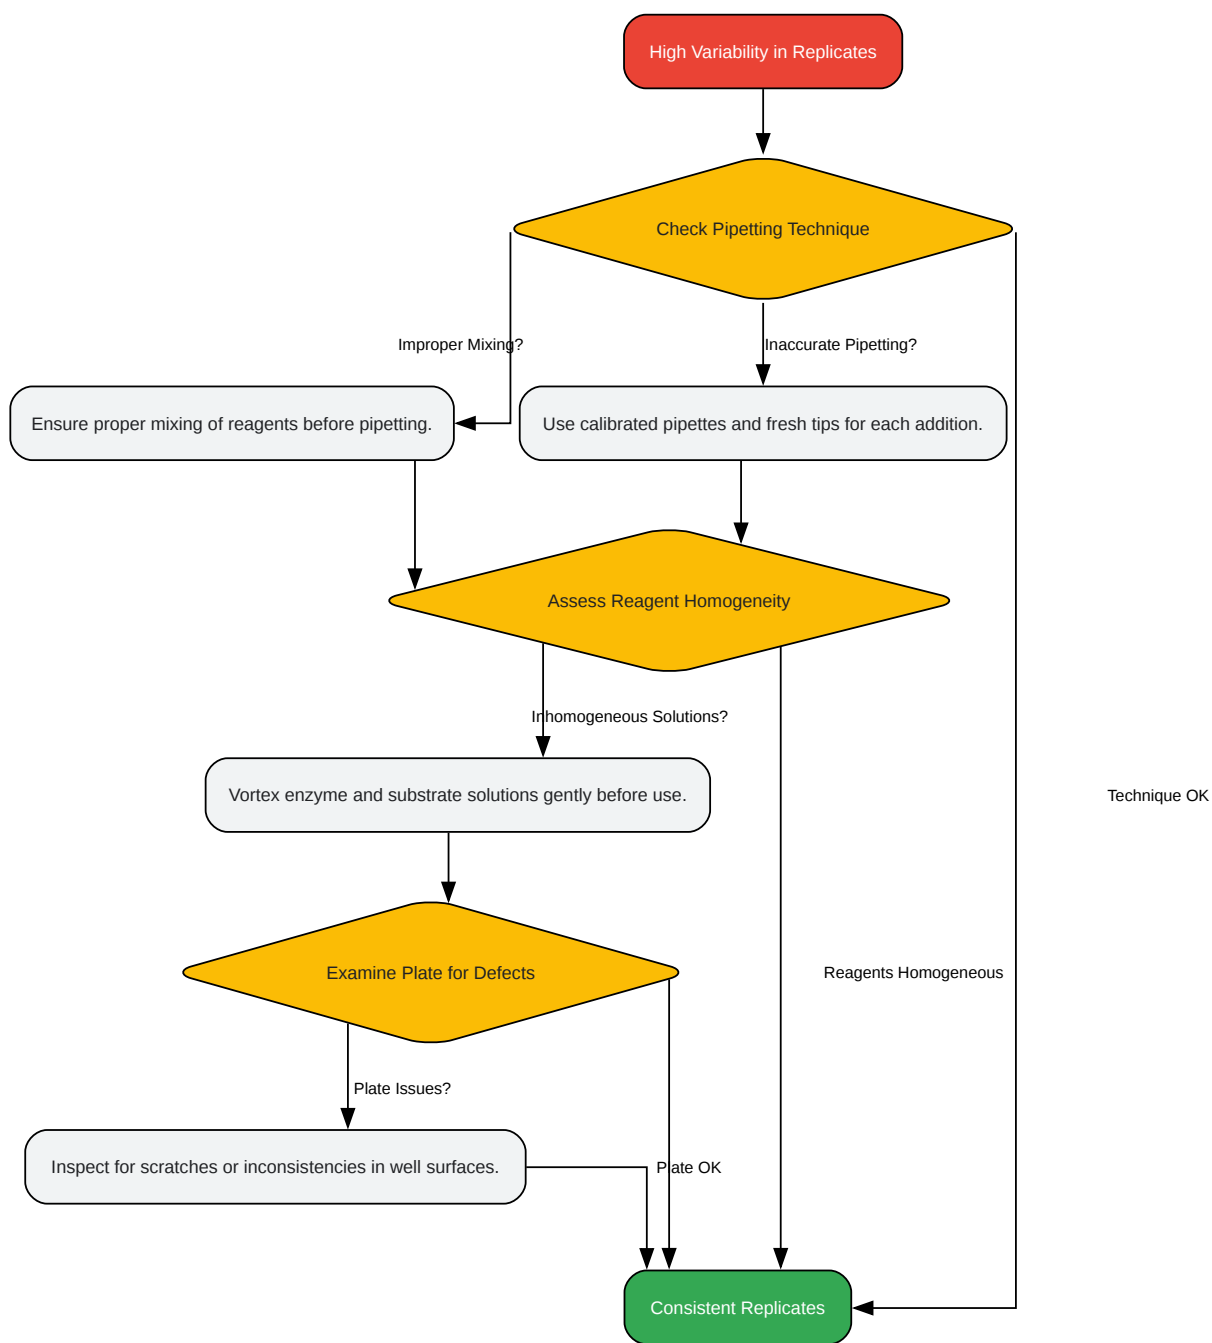 High Variability in Replicates
Check Pipetting Technique
Improper Mixing?
Inaccurate Pipetting?
Ensure proper mixing of reagents before pipetting.
Use calibrated pipettes and fresh tips for each addition.
Assess Reagent Homogeneity
Inhomogeneous Solutions?
Vortex enzyme and substrate solutions gently before use.
Technique OK
Examine Plate for Defects
Reagents Homogeneous
Plate Issues?
Inspect for scratches or inconsistencies in well surfaces.
Plate OK
Consistent Replicates